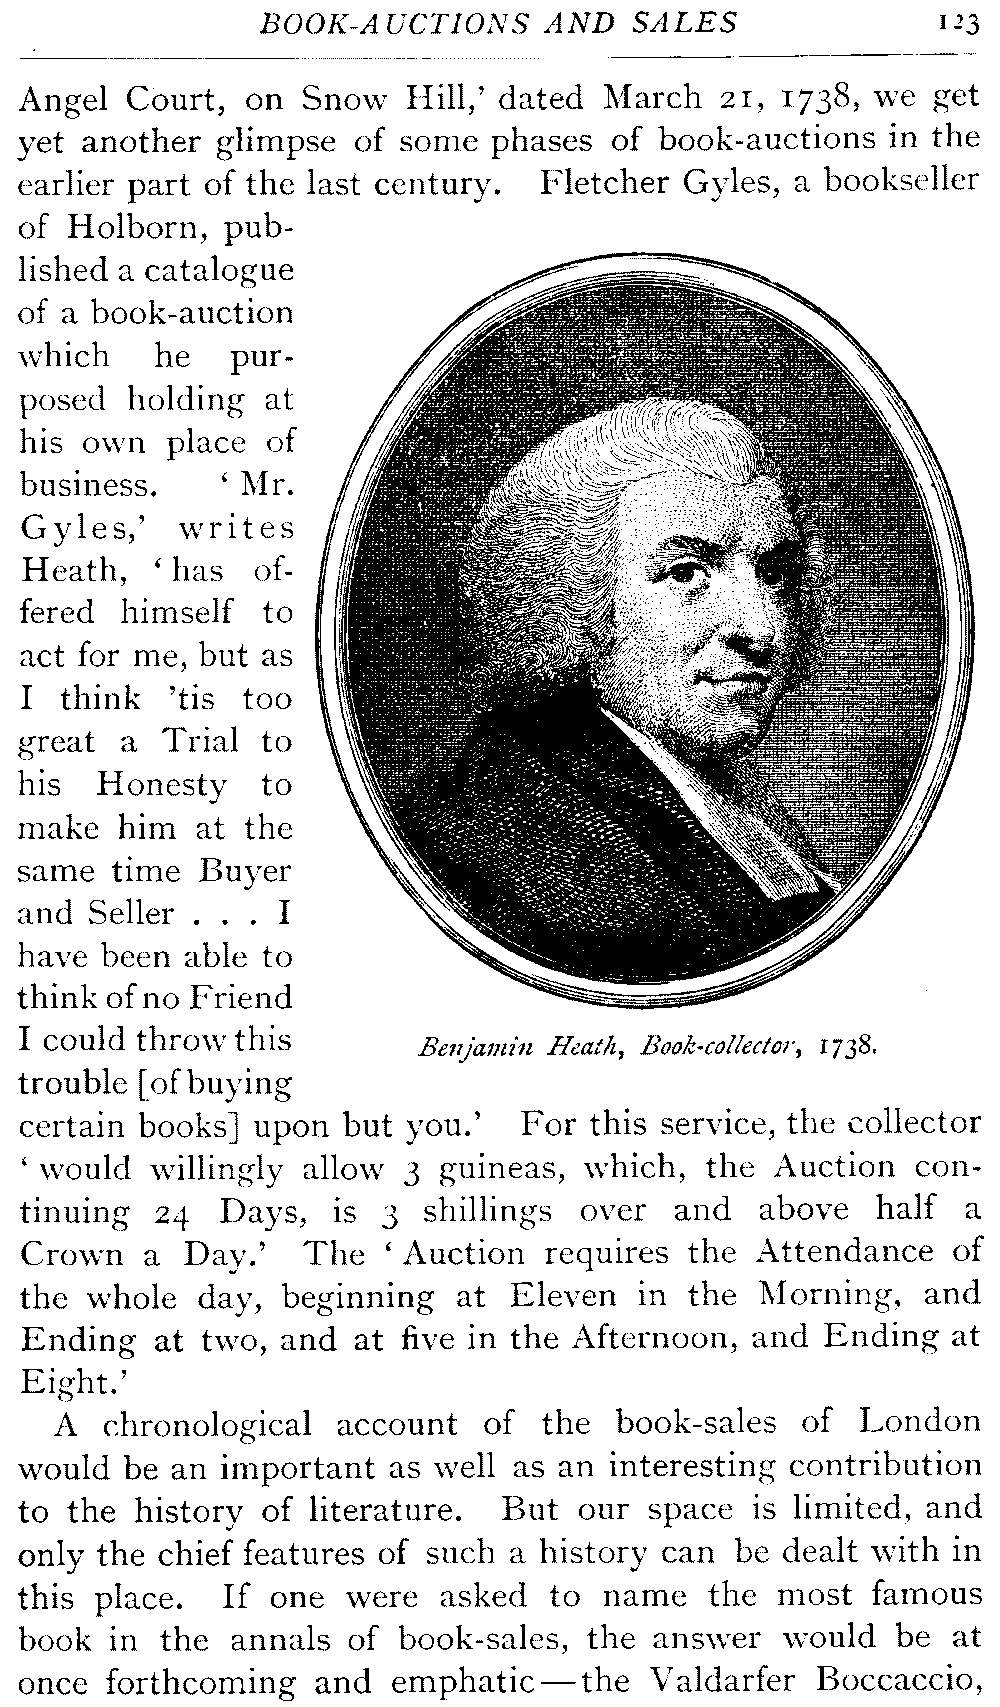 BOOK-AUCTIONS AND SALES 123
Angel Court, on Snow Hill,’ dated March 21, 1738, we get
yet another glimpse of some phases of book-auctions in the
earlier part of the last century. Fletcher Gyles, a bookseller
of Holborn, pub-
lished a catalogue
of a book-auction
which he pur-
posed holding at
his own place of
business. ‘ Mr.
Gyles,’ writes
Heath, ‘ has of-
fered himself to
act for me, but as
I think ’tis too
great a Trial to
his Honesty to
make him at the
same time Buyer
and Seller . . . I
have been able to
think of no Friend
I could throw this
trouble [of buying
Benjamin Heath, Book-collector, 1738.
certain books] upon but you.’ For this service, the collector
‘ would willingly allow 3 guineas, which, the Auction con-
tinuing 24 Days, is 3 shillings over and above half a
Crown a Day.’ The ‘ Auction requires the Attendance of
the whole day, beginning at Eleven in the Morning, and
Ending at two, and at five in the Afternoon, and Ending at
Eight.’
A chronological account of the book-sales of London
would be an important as well as an interesting contribution
to the history of literature. But our space is limited, and
only the chief features of such a history can be dealt with in
this place. If one were asked to name the most famous
book in the annals of book-sales, the answer would be at
once forthcoming and emphatic—the Valdarfer Boccaccio,